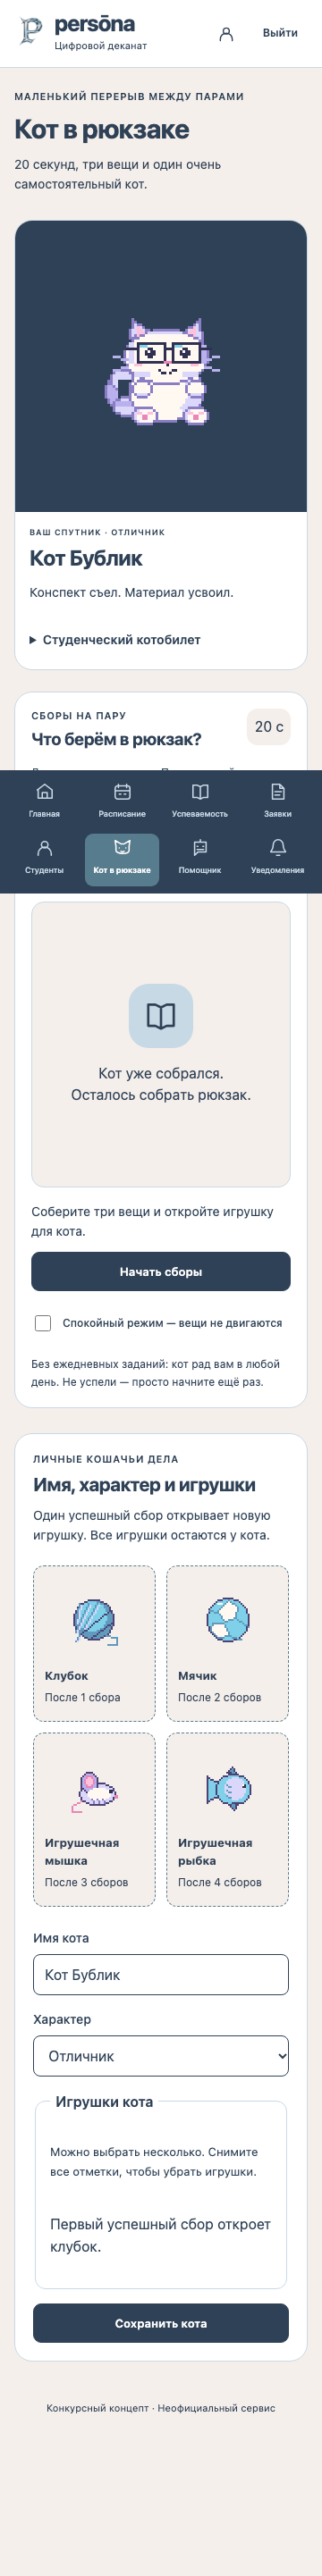 persōna
Цифровой деканат
Выйти
МАЛЕНЬКИЙ ПЕРЕРЫВ МЕЖДУ ПАРАМИ
Кот в рюкзаке
20 секунд, три вещи и один очень
самостоятельный кот.
ВАШ СПУТНИК · ОТЛИЧНИК
Кот Бублик
Конспект съел. Материал усвоил.
Студенческий котобилет
СБОРЫ НА ПАРУ
20 с
Что берём в рюкзак?
Главная
Расписание
Успеваемость
Заявки
Студенты
Кот в рюкзаке
Помощник
Уведомления
Кот уже собрался.
Осталось собрать рюкзак.
Соберите три вещи и откройте игрушку
для кота.
Начать сборы
Спокойный режим — вещи не двигаются
Без ежедневных заданий: кот рад вам в любой
день. Не успели — просто начните ещё раз.
ЛИЧНЫЕ КОШАЧЬИ ДЕЛА
Имя, характер и игрушки
Один успешный сбор открывает новую
игрушку. Все игрушки остаются у кота.
Клубок
После 1 сбора
Мячик
После 2 сборов
Игрушечная
мышка
После 3 сборов
Игрушечная
рыбка
После 4 сборов
Имя кота
Кот Бублик
Характер
Отличник
Игрушки кота
Можно выбрать несколько. Снимите
все отметки, чтобы убрать игрушки.
Первый успешный сбор откроет
клубок.
Сохранить кота
Конкурсный концепт · Неофициальный сервис